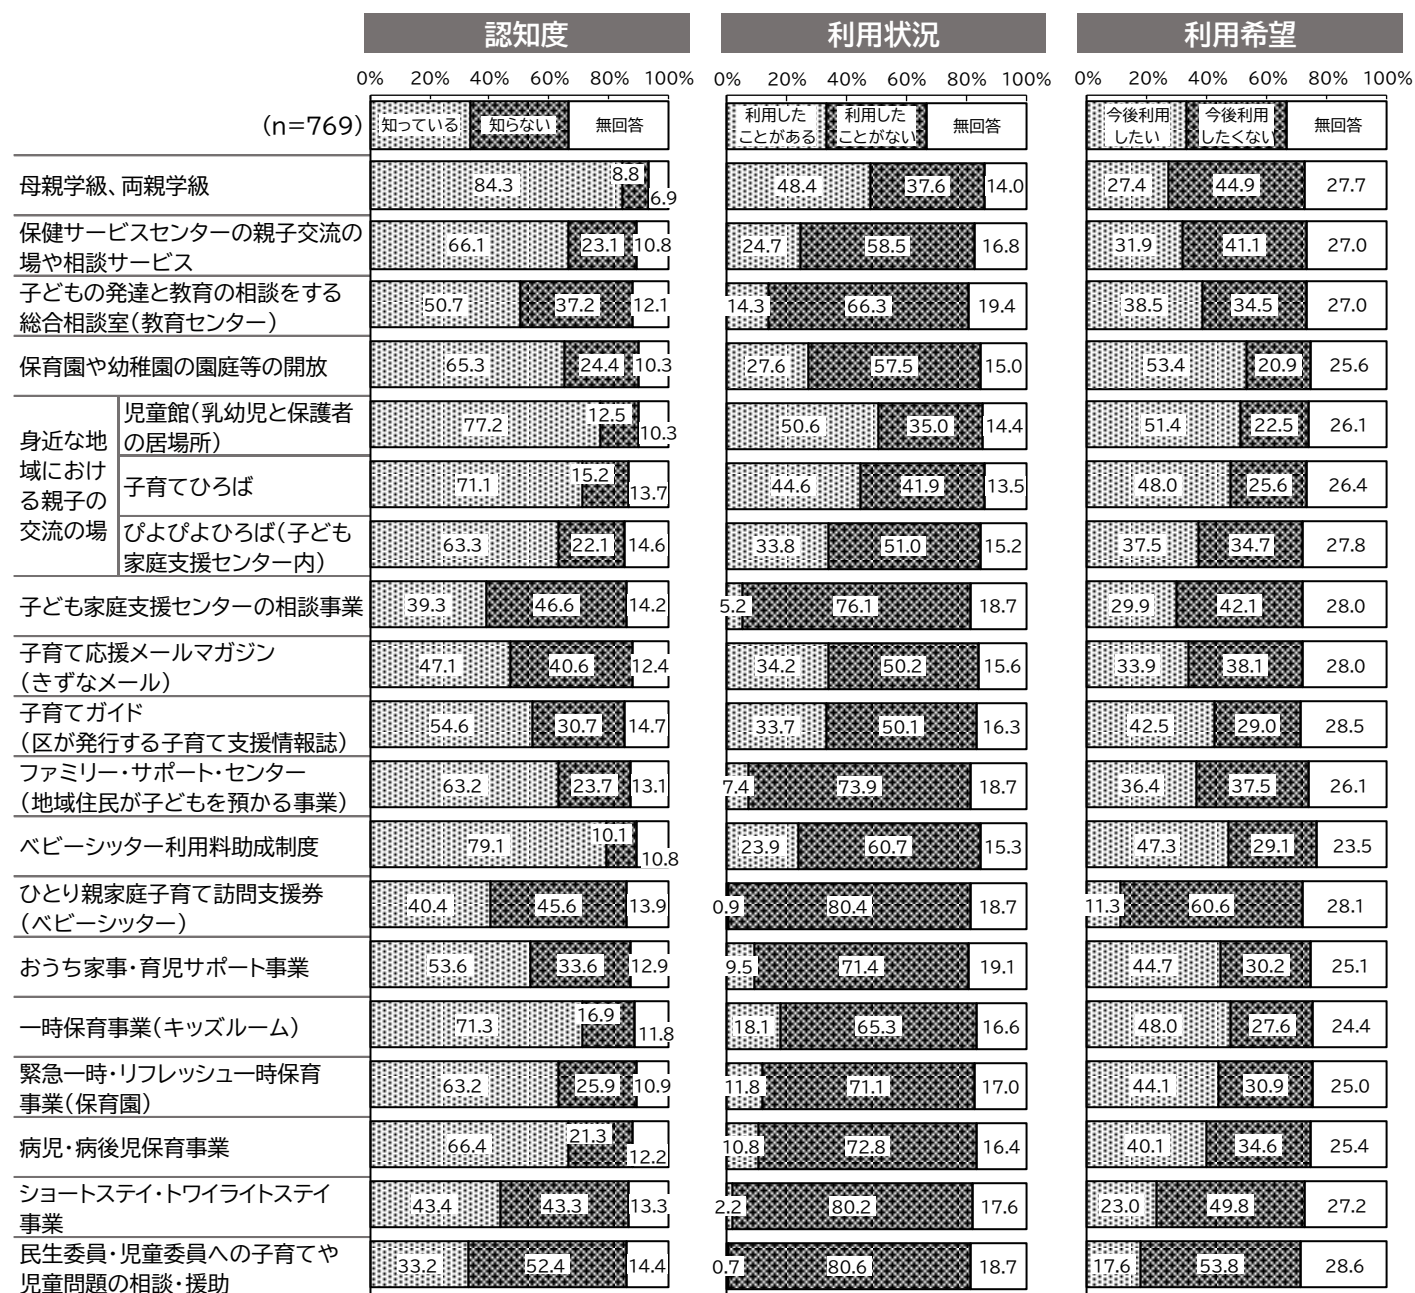 認知度 利用状況 利用希望
0% 20% 40% 60% 80% 100% 0% 20% 40% 60% 80% 100% 0% 20% 40% 60% 80% 100%
(n=769) 知っている 知らない 無回答 利用したことがある 利用したことがない 無回答 今後利用したい 今後利用したくない 無回答
母親学級、両親学級 84.3 8.8 6.9 48.4 37.6 14.0 27.4 44.9 27.7
保健サービスセンターの親子交流の
場や相談サービス 66.1 23.1 10.8 24.7 58.5 16.8 31.9 41.1 27.0
子どもの発達と教育の相談をする
総合相談室(教育センター) 50.7 37.2 12.1 14.3 66.3 19.4 38.5 34.5 27.0
保育園や幼稚園の園庭等の開放 65.3 24.4 10.3 27.6 57.5 15.0 53.4 20.9 25.6
身近な地
域におけ
る親子の
交流の場
児童館(乳幼児と保護者
の居場所) 77.2 12.5 10.3 50.6 35.0 14.4 51.4 22.5 26.1
子育てひろば 71.1 15.2 13.7 44.6 41.9 13.5 48.0 25.6 26.4
ぴよぴよひろば(子ども
家庭支援センター内) 63.3 22.1 14.6 33.8 51.0 15.2 37.5 34.7 27.8
子ども家庭支援センターの相談事業 39.3 46.6 14.2 5.2 76.1 18.7 29.9 42.1 28.0
子育て応援メールマガジン
(きずなメール) 47.1 40.6 12.4 34.2 50.2 15.6 33.9 38.1 28.0
子育てガイド
(区が発行する子育て支援情報誌) 54.6 30.7 14.7 33.7 50.1 16.3 42.5 29.0 28.5
ファミリー・サポート・センター
(地域住民が子どもを預かる事業) 63.2 23.7 13.1 7.4 73.9 18.7 36.4 37.5 26.1
ベビーシッター利用料助成制度 79.1 10.1 10.8 23.9 60.7 15.3 47.3 29.1 23.5
ひとり親家庭子育て訪問支援券
(ベビーシッター) 40.4 45.6 13.9 0.9 80.4 18.7 11.3 60.6 28.1
おうち家事・育児サポート事業 53.6 33.6 12.9 9.5 71.4 19.1 44.7 30.2 25.1
一時保育事業(キッズルーム) 71.3 16.9 11.8 18.1 65.3 16.6 48.0 27.6 24.4
緊急一時・リフレッシュ一時保育
事業(保育園) 63.2 25.9 10.9 11.8 71.1 17.0 44.1 30.9 25.0
病児・病後児保育事業 66.4 21.3 12.2 10.8 72.8 16.4 40.1 34.6 25.4
ショートステイ・トワイライトステイ
事業 43.4 43.3 13.3 2.2 80.2 17.6 23.0 49.8 27.2
民生委員・児童委員への子育てや
児童問題の相談・援助 33.2 52.4 14.4 0.7 80.6 18.7 17.6 53.8 28.6